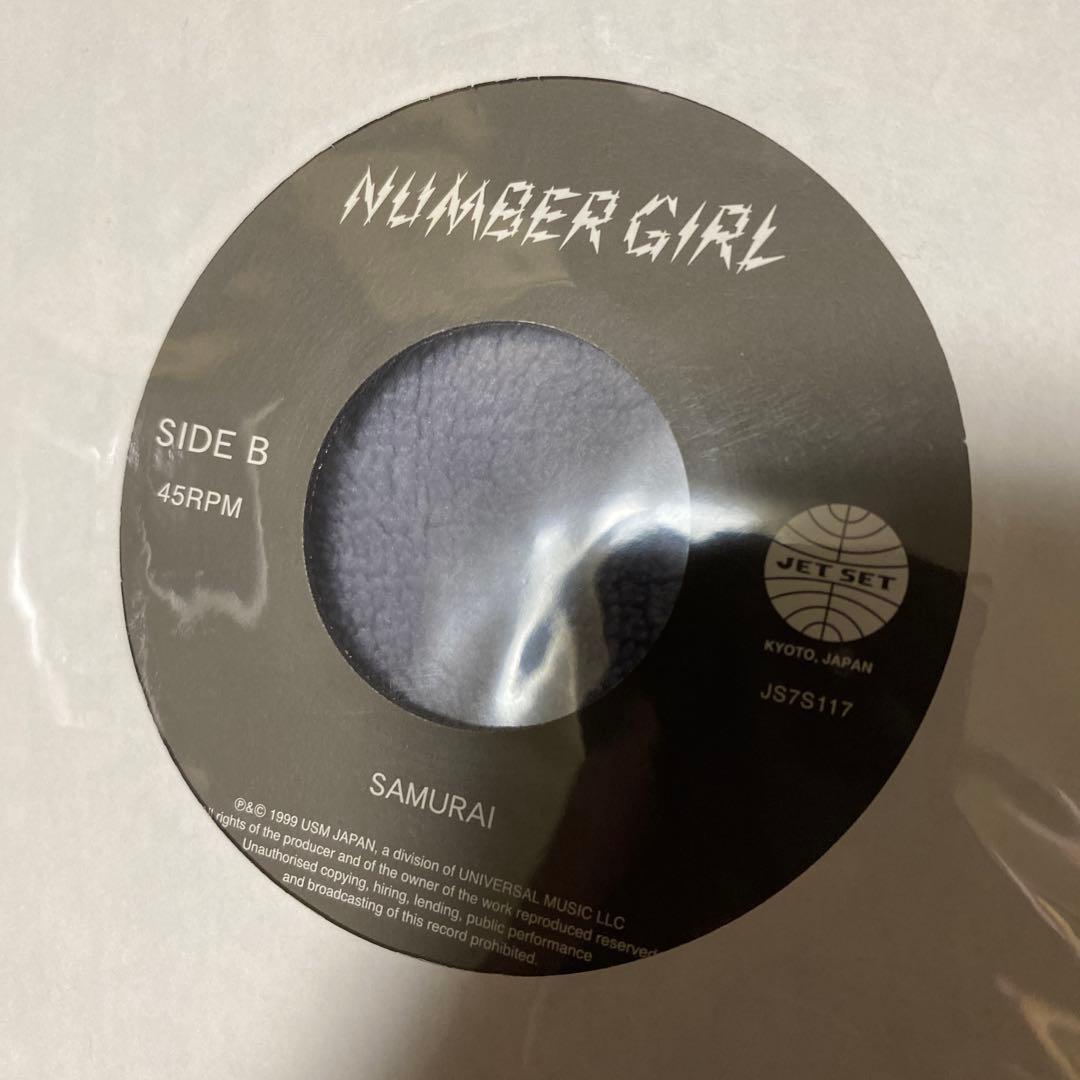 NUMBER GIRL
SIDE B
45RPM
JET SET
KYOTO, JAPAN
JS7S117
SAMURAI
℗&© 1999 USM JAPAN, a division of UNIVERSAL MUSIC LLC
rights of the producer and of the owner of the work reproduced reserved
Unauthorised copying, hiring, lending, public performance
and broadcasting of this record prohibited.